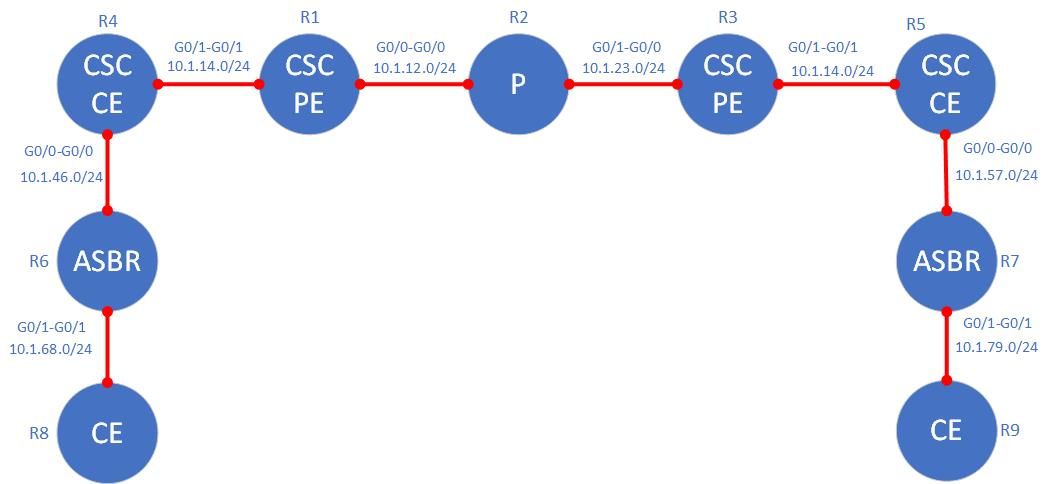 R4
R1
R2
R3
R5
G0/1-G0/1
10.1.14.0/24
G0/0-G0/0
10.1.12.0/24
G0/1-G0/0
10.1.23.0/24
G0/1-G0/1
10.1.14.0/24
CSC
CE
CSC
PE
P
CSC
PE
CSC
CE
G0/0-G0/0
10.1.46.0/24
G0/0-G0/0
10.1.57.0/24
R6
ASBR
ASBR
R7
G0/1-G0/1
10.1.68.0/24
G0/1-G0/1
10.1.79.0/24
R8
CE
CE
R9